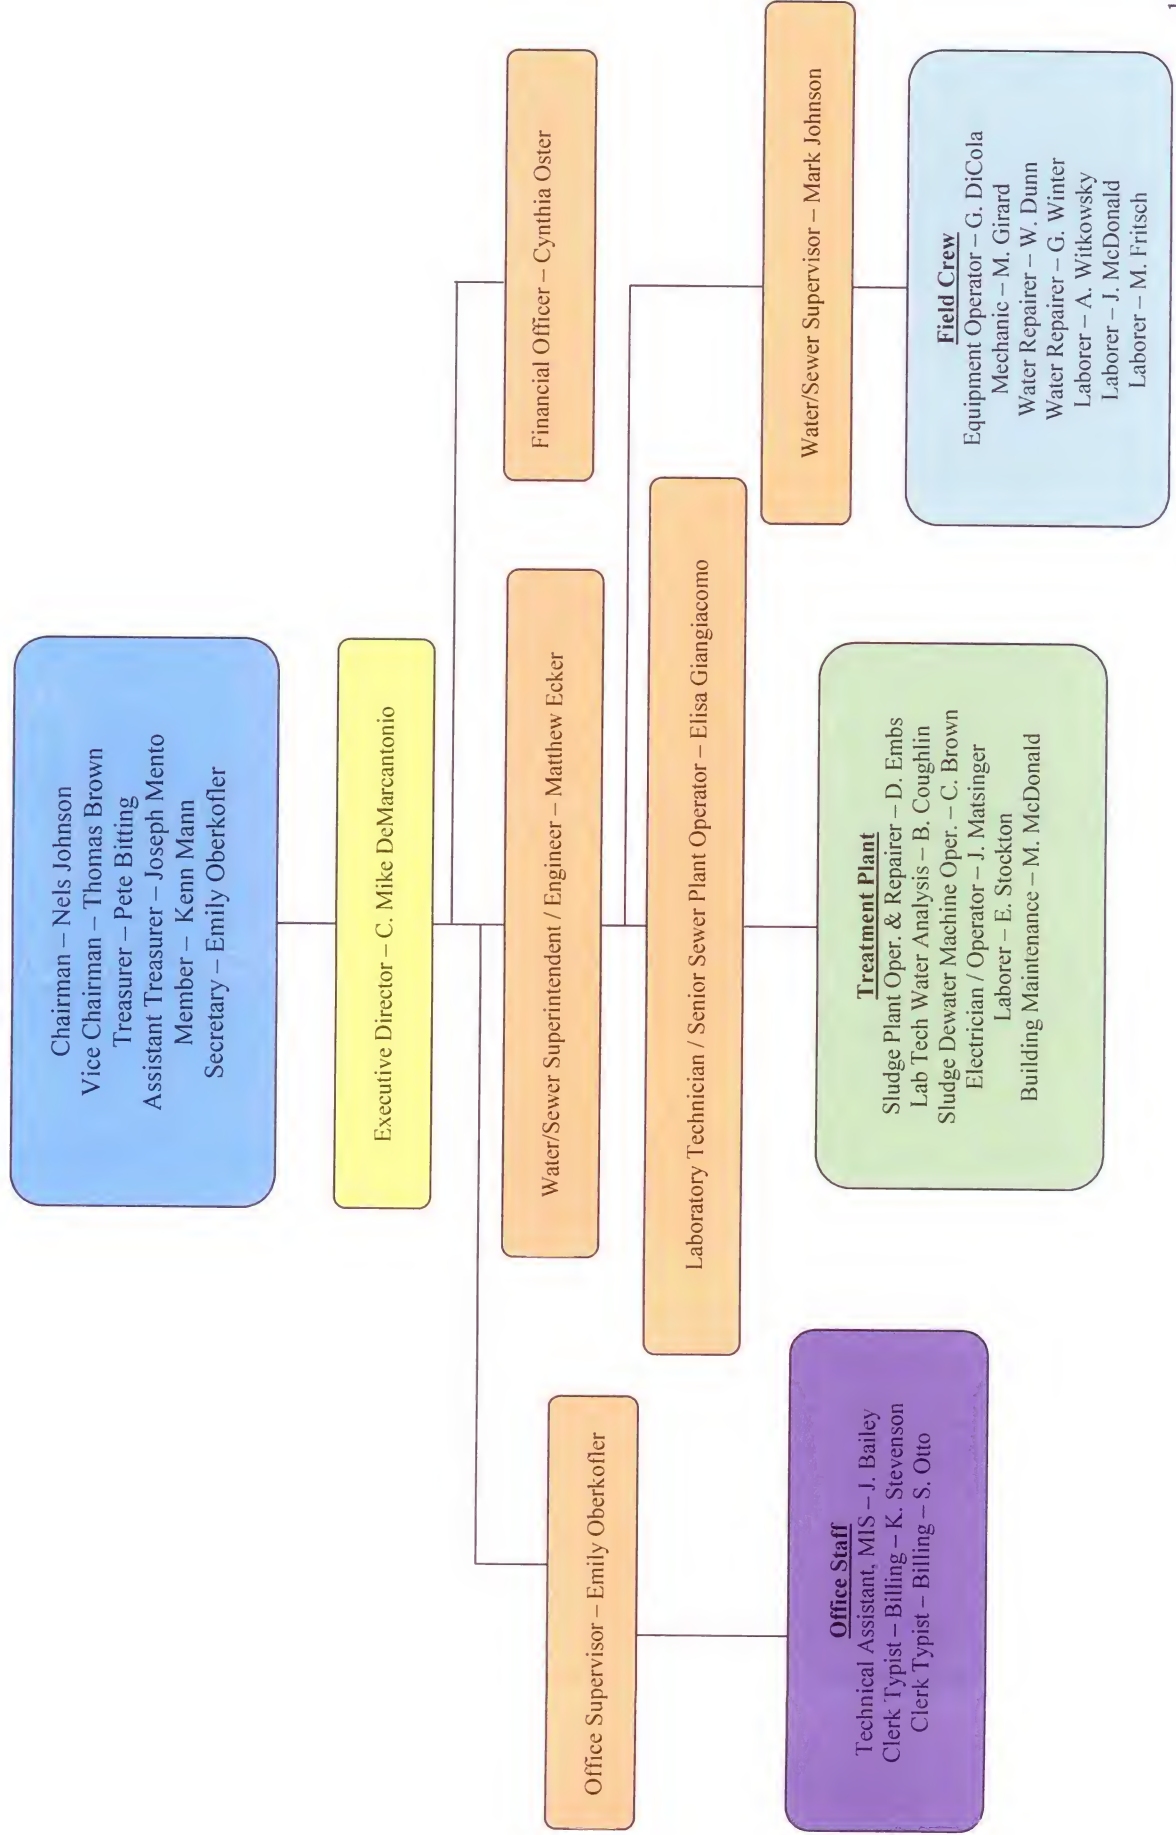 Chairman – Nels Johnson
Vice Chairman – Thomas Brown
Treasurer – Pete Bitting
Assistant Treasurer – Joseph Mento
Member – Kenn Mann
Secretary – Emily Oberkofler
Executive Director – C. Mike DeMarcantonio
Financial Officer – Cynthia Oster
Water/Sewer Superintendent / Engineer – Matthew Ecker
Office Supervisor – Emily Oberkofler
Laboratory Technician / Senior Sewer Plant Operator – Elisa Giangiacomo
Water/Sewer Supervisor – Mark Johnson
Office Staff
Technical Assistant, MIS – J. Bailey
Clerk Typist – Billing – K. Stevenson
Clerk Typist – Billing – S. Otto
Treatment Plant
Sludge Plant Oper. & Repairer – D. Embs
Lab Tech Water Analysis – B. Coughlin
Sludge Dewater Machine Oper. – C. Brown
Electrician / Operator – J. Matsinger
Laborer – E. Stockton
Building Maintenance – M. McDonald
Field Crew
Equipment Operator – G. DiCola
Mechanic – M. Girard
Water Repairer – W. Dunn
Water Repairer – G. Winter
Laborer – A. Witkowsky
Laborer – J. McDonald
Laborer – M. Fritsch
1